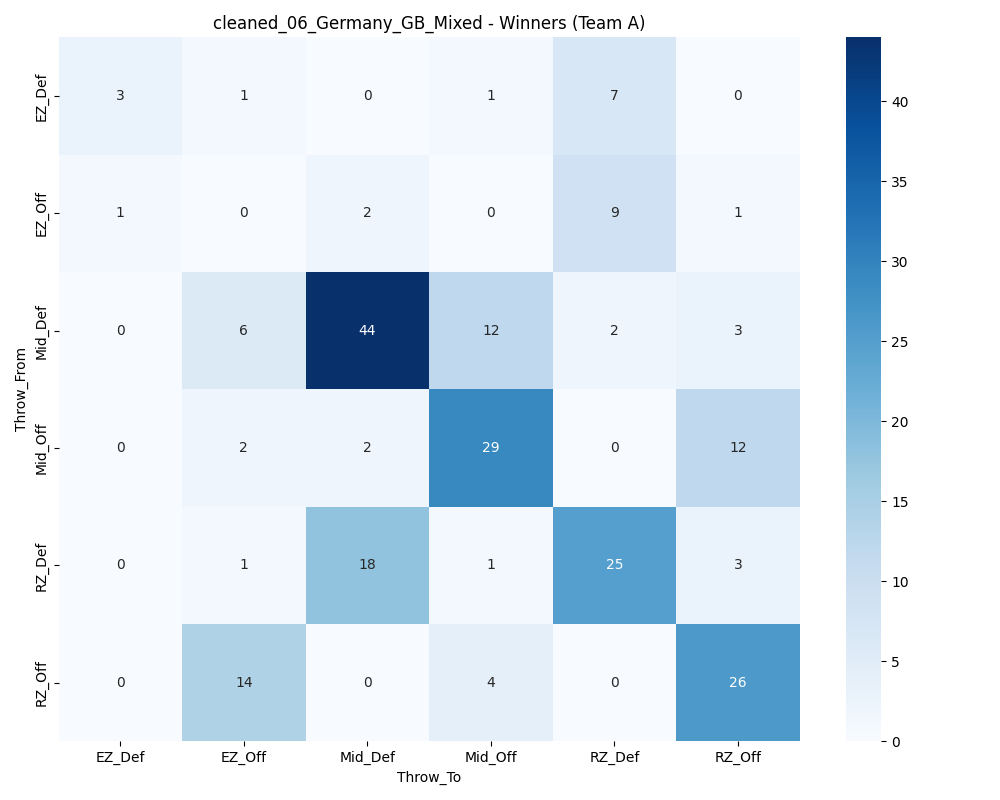 cleaned_06_Germany_GB_Mixed - Winners (Team A)
Throw_From
EZ_Def 3 1 0 1 7 0
EZ_Off 1 0 2 0 9 1
Mid_Def 0 6 44 12 2 3
Mid_Off 0 2 2 29 0 12
RZ_Def 0 1 18 1 25 3
RZ_Off 0 14 0 4 0 26
EZ_Def EZ_Off Mid_Def Mid_Off RZ_Def RZ_Off
Throw_To
40
35
30
25
20
15
10
5
0